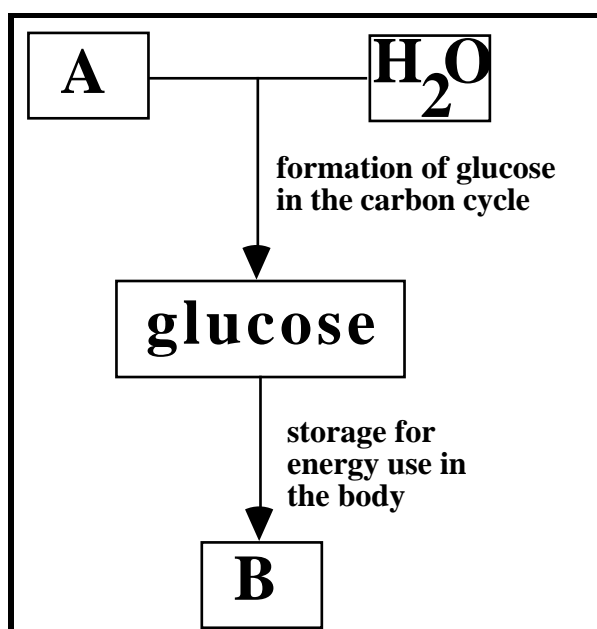 A
H2O
formation of glucose
in the carbon cycle
glucose
storage for
energy use in
the body
B